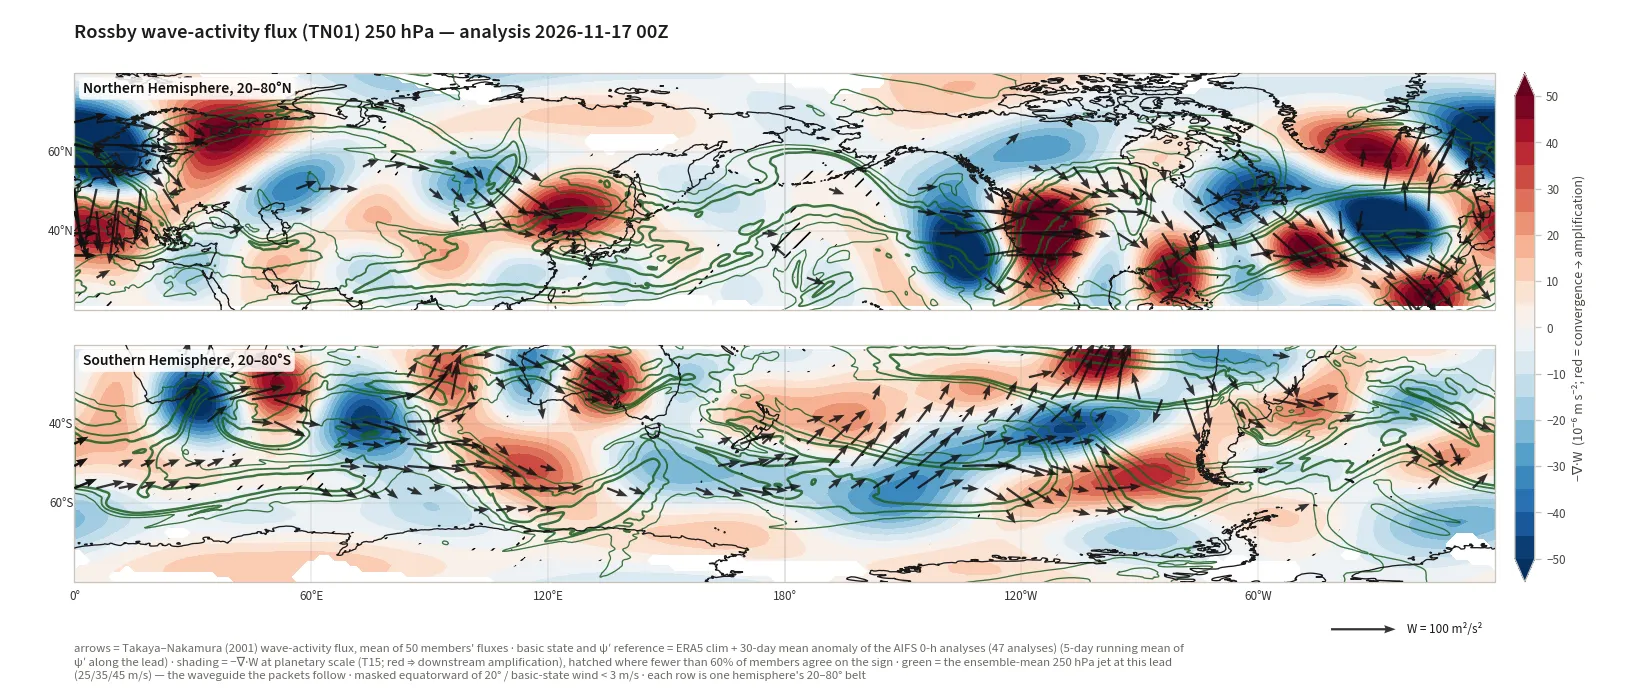 Rossby wave-activity flux (TN01) 250 hPa — analysis 2026-11-17 00Z
Northern Hemisphere, 20–80°N
60°N
40°N
Southern Hemisphere, 20–80°S
40°S
60°S
0°
60°E
120°E
180°
120°W
60°W
50
40
30
20
10
0
−10
−20
−30
−40
−50
−∇·W (10⁻⁶ m s⁻²; red = convergence → amplification)
W = 100 m²/s²
arrows = Takaya–Nakamura (2001) wave-activity flux, mean of 50 members' fluxes · basic state and ψ′ reference = ERA5 clim + 30-day mean anomaly of the AIFS 0-h analyses (47 analyses) (5-day running mean of
ψ′ along the lead) · shading = −∇·W at planetary scale (T15; red ⇒ downstream amplification), hatched where fewer than 60% of members agree on the sign · green = the ensemble-mean 250 hPa jet at this lead
(25/35/45 m/s) — the waveguide the packets follow · masked equatorward of 20° / basic-state wind < 3 m/s · each row is one hemisphere's 20–80° belt